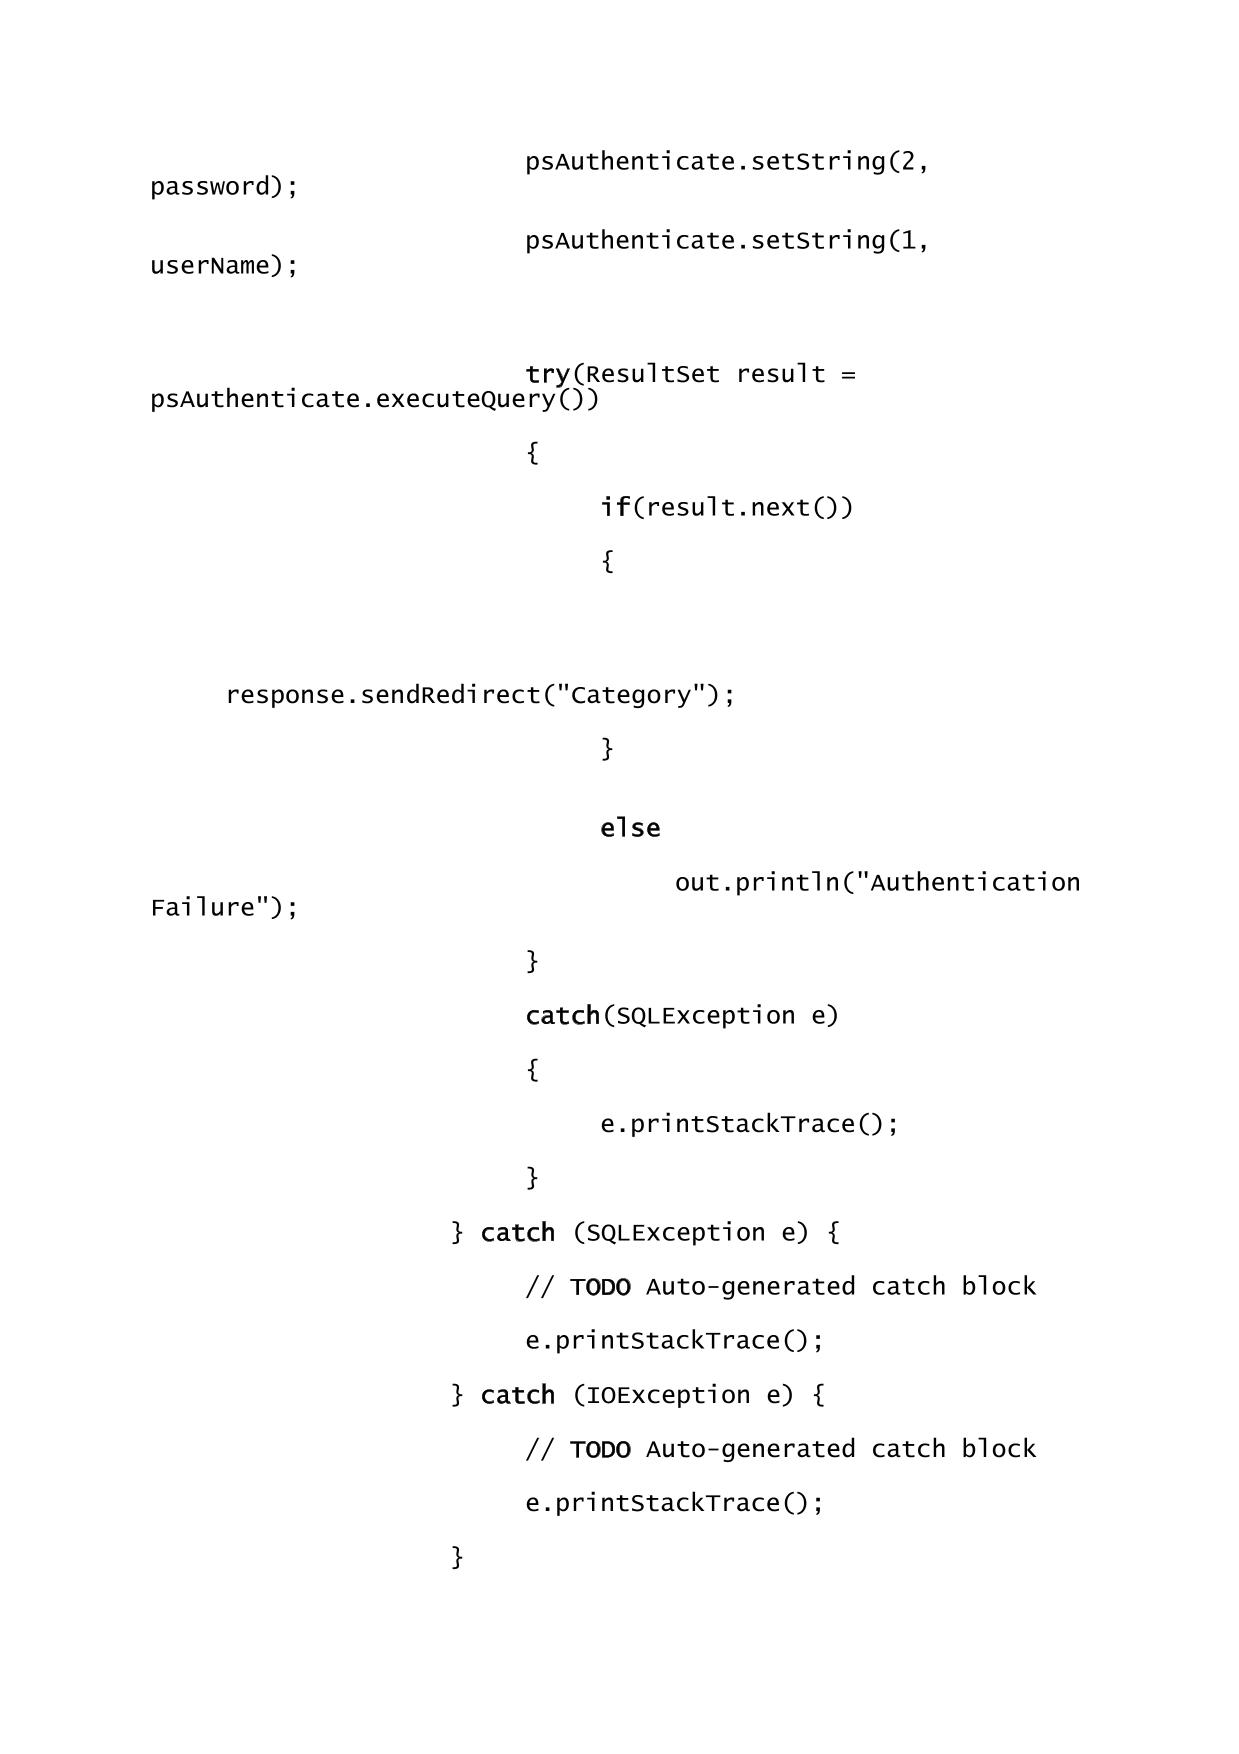 psAuthenticate.setString(2,
password);
psAuthenticate.setString(1,
userName);
try(ResultSet result =
psAuthenticate.executeQuery())
{
if(result.next())
{
response.sendRedirect("Category");
}
else
out.println("Authentication
Failure");
}
catch(SQLException e)
{
e.printStackTrace();
}
} catch (SQLException e) {
// TODO Auto-generated catch block
e.printStackTrace();
} catch (IOException e) {
// TODO Auto-generated catch block
e.printStackTrace();
}